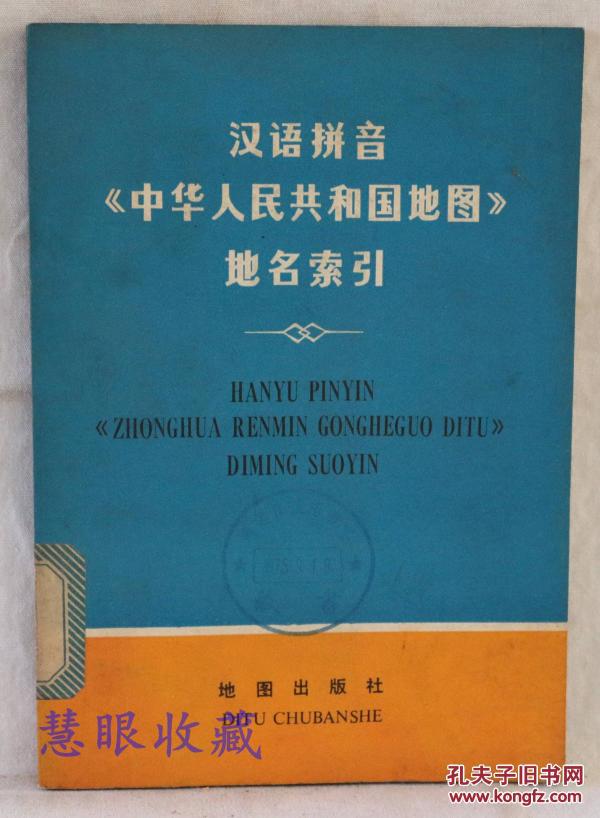 汉语拼音
《中华人民共和国地图》
地名索引
HANYU PINYIN
《ZHONGHUA RENMIN GONGHEGUO DITU》
DIMING SUOYIN
地图出版社
DITU CHUBANSHE
慧眼收藏
孔夫子旧书网
www.kongfz.com